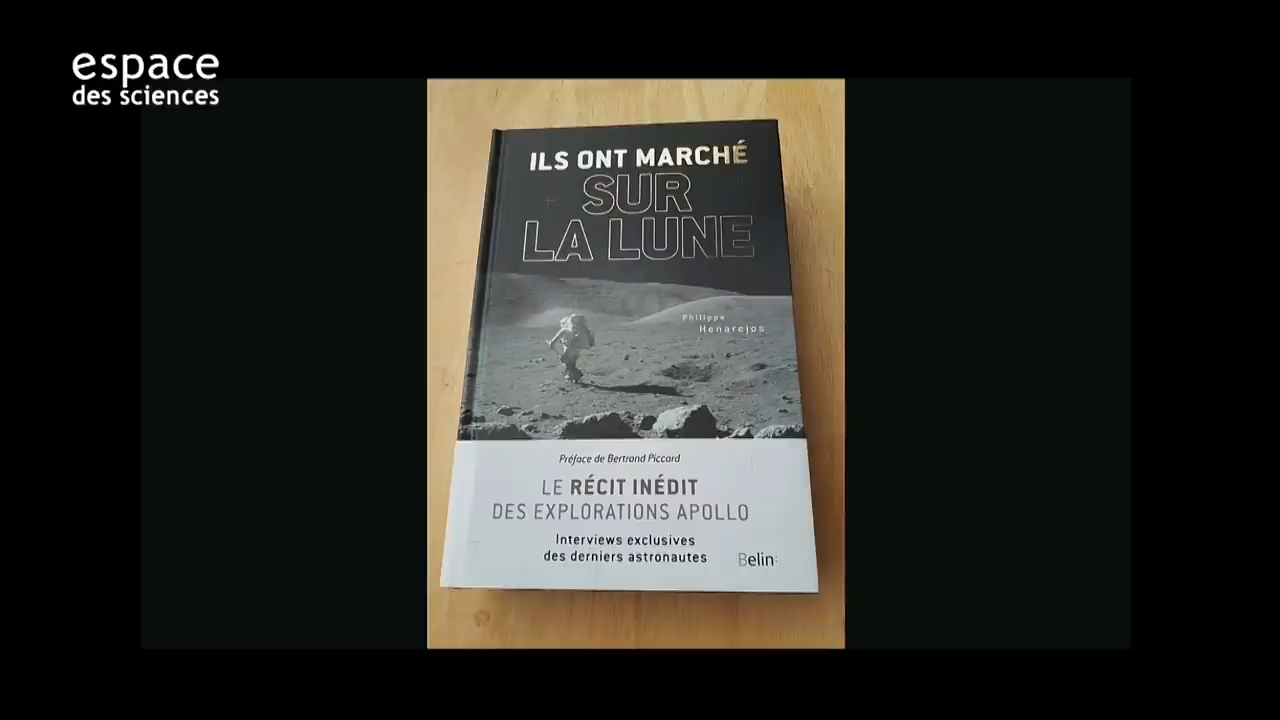 espace
des sciences
ILS ONT MARCHÉ
SUR
LA LUNE
Philippe
Henarejos
Préface de Bertrand Piccard
LE RÉCIT INÉDIT
DES EXPLORATIONS APOLLO
Interviews exclusives
des derniers astronautes
Belin: